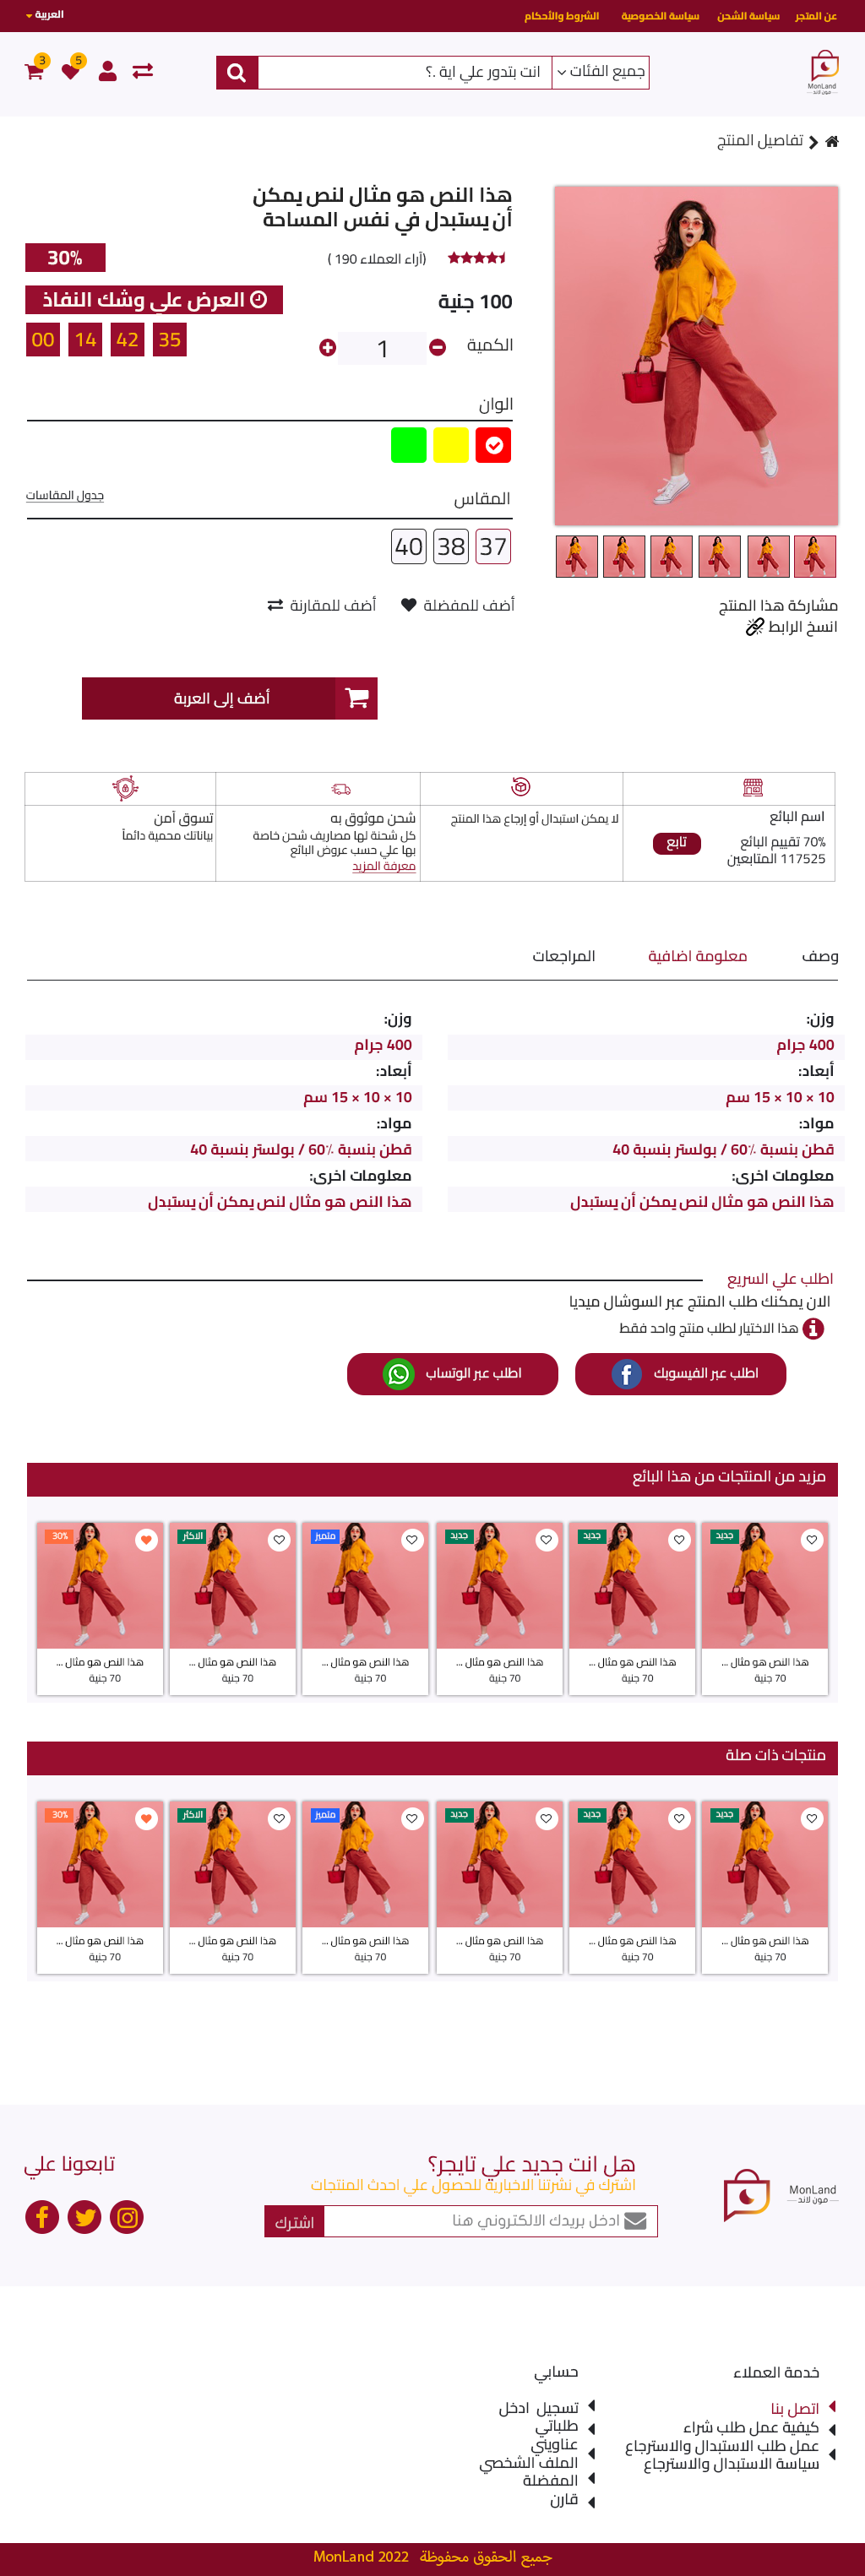 عن المتجر
سياسة الشحن
سياسة الخصوصية
الشروط والأحكام
العربية
MonLand
مون لاند
جميع الفئات
انت بتدور علي اية .؟
5
3
تفاصيل المنتج
هذا النص هو مثال لنص يمكن
أن يستبدل في نفس المساحة
(أراء العملاء 190 )
30%
100 جنية
العرض علي وشك النفاذ
00 14 42 35
الكمية
1
الوان
المقاس
جدول المقاسات
37
38
40
أضف للمفضلة
أضف للمقارنة
مشاركة هذا المنتج
انسخ الرابط
أضف إلى العربة
اسم البائع
70% تقييم البائع
117525 المتابعين
تابع
لا يمكن استبدال أو إرجاع هذا المنتج
شحن موثوق به
كل شحنة لها مصاريف شحن خاصة
بها علي حسب عروض البائع
معرفة المزيد
تسوق آمن
بياناتك محمية دائماً
وصف
معلومة اضافية
المراجعات
وزن:
400 جرام
أبعاد:
10 × 10 × 15 سم
مواد:
قطن بنسبة 60٪ / بولستر بنسبة 40
معلومات اخرى:
هذا النص هو مثال لنص يمكن أن يستبدل
وزن:
400 جرام
أبعاد:
10 × 10 × 15 سم
مواد:
قطن بنسبة 60٪ / بولستر بنسبة 40
معلومات اخرى:
هذا النص هو مثال لنص يمكن أن يستبدل
اطلب علي السريع
الان يمكنك طلب المنتج عبر السوشال ميديا
هذا الاختيار لطلب منتج واحد فقط
اطلب عبر الفيسوبك
اطلب عبر الوتساب
مزيد من المنتجات من هذا البائع
جديد
جديد
جديد
متميز
الاكثر
30%
هذا النص هو مثال ...
هذا النص هو مثال ...
هذا النص هو مثال ...
هذا النص هو مثال ...
هذا النص هو مثال ...
هذا النص هو مثال ...
70 جنية
70 جنية
70 جنية
70 جنية
70 جنية
70 جنية
منتجات ذات صلة
جديد
جديد
جديد
متميز
الاكثر
30%
هذا النص هو مثال ...
هذا النص هو مثال ...
هذا النص هو مثال ...
هذا النص هو مثال ...
هذا النص هو مثال ...
هذا النص هو مثال ...
70 جنية
70 جنية
70 جنية
70 جنية
70 جنية
70 جنية
MonLand
مون لاند
هل انت جديد علي تايجر؟
اشترك في نشرتنا الاخبارية للحصول علي احدث المنتجات
ادخل بريدك الالكتروني هنا
اشترك
تابعونا علي
خدمة العملاء
اتصل بنا
كيفية عمل طلب شراء
عمل طلب الاستبدال والاسترجاع
سياسة الاستبدال والاسترجاع
حسابي
تسجيل ادخل
طلباتي
عناويني
الملف الشخصي
المفضلة
قارن
جميع الحقوق محفوظة MonLand 2022